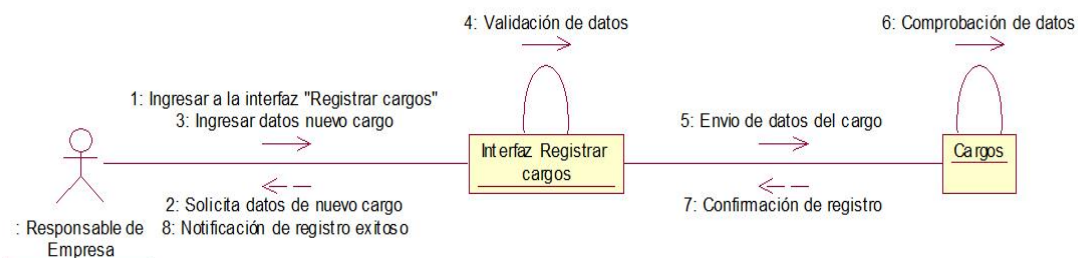 4: Validación de datos
6: Comprobación de datos
1: Ingresar a la interfaz "Registrar cargos"
3: Ingresar datos nuevo cargo
5: Envio de datos del cargo
Interfaz Registrar
cargos
Cargos
2: Solicita datos de nuevo cargo
8: Notificación de registro exitoso
7: Confirmación de registro
: Responsable de
Empresa